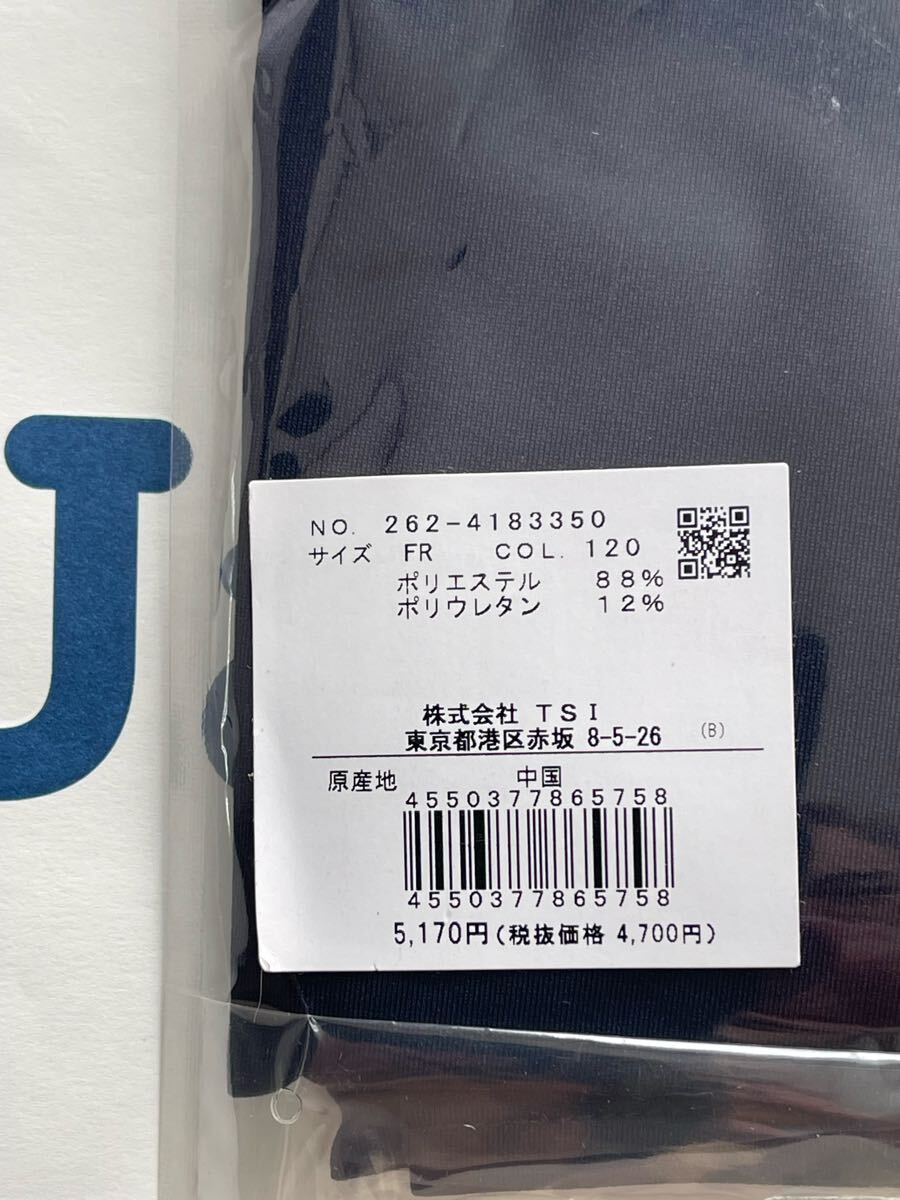 U
NO. 262-4183350
サイズ FR COL. 120
ポリエステル 88%
ポリウレタン 12%
株式会社 TSI
東京都港区赤坂 8-5-26 (B)
原産地 中国
4550377865758
4550377865758
5,170円(税抜価格 4,700円)